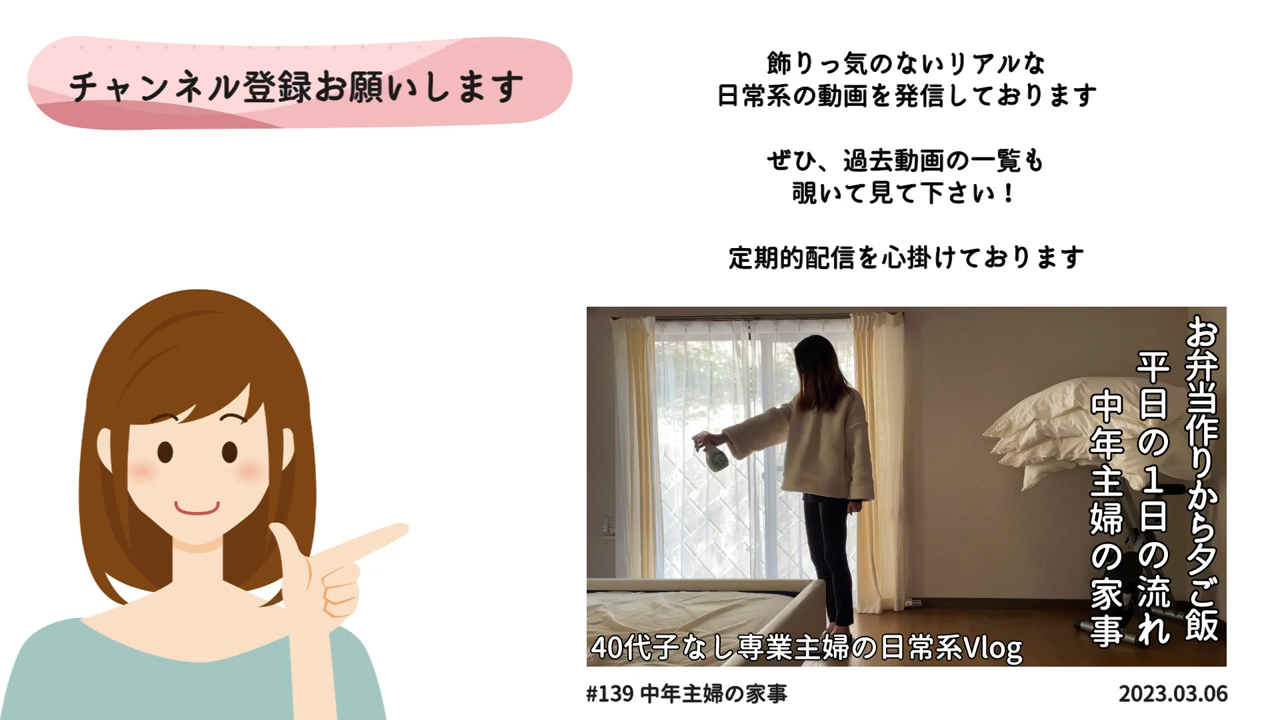 チャンネル登録お願いします
飾りっ気のないリアルな
日常系の動画を発信しております
ぜひ、過去動画の一覧も
覗いて見て下さい！
定期的配信を心掛けております
お弁当作りから夕ご飯
平日の1日の流れ
中年主婦の家事
40代子なし専業主婦の日常系Vlog
#139 中年主婦の家事
2023.03.06